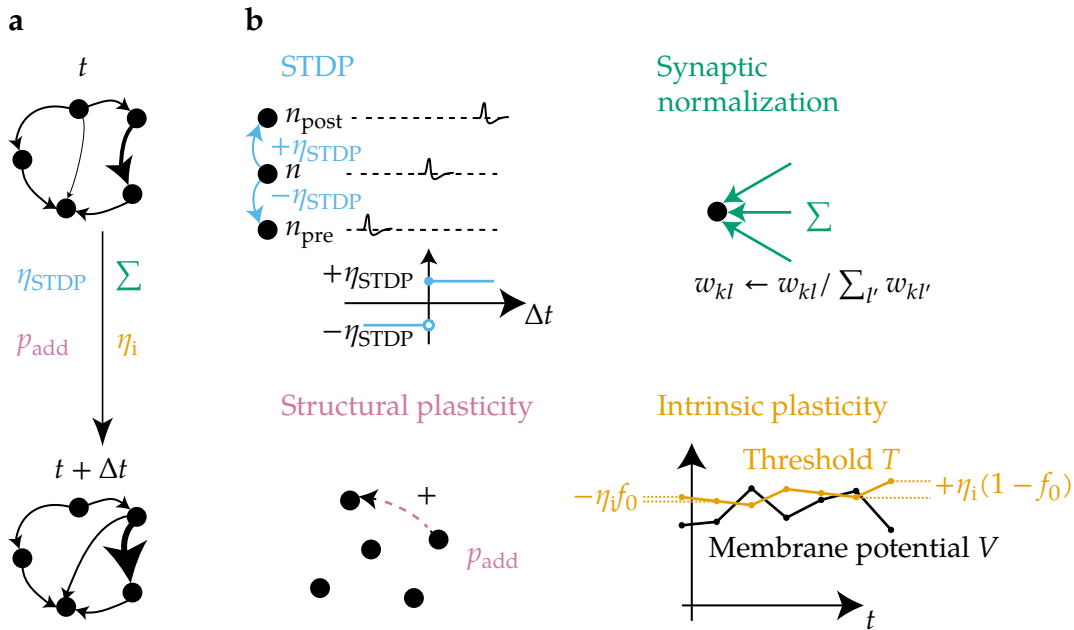 a
t
η_STDP
∑
p_add
η_i
t + Δt
b
STDP
n_post
+η_STDP
n
−η_STDP
n_pre
+η_STDP
Δt
−η_STDP
Synaptic
normalization
∑
w_kl ← w_kl / ∑_l′ w_kl′
Structural plasticity
+
p_add
Intrinsic plasticity
Threshold T
−η_i f_0
+η_i(1 − f_0)
Membrane potential V
t